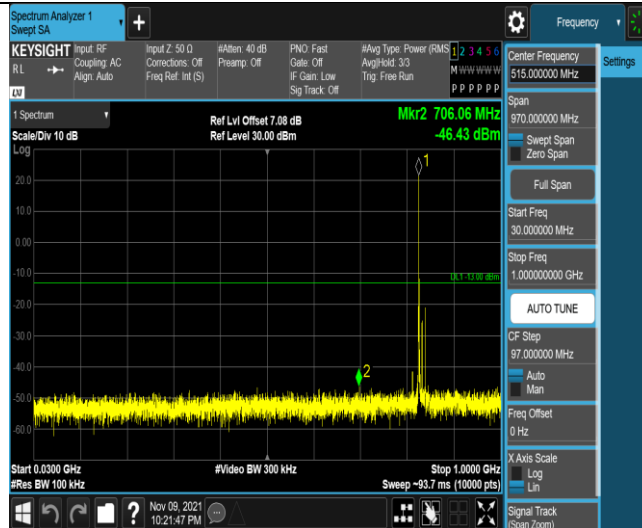 Spectrum Analyzer 1
Swept SA
Frequency
KEYSIGHT
R L
LXI
Input: RF
Coupling: AC
Align: Auto
Input Z: 50 Ω
Corrections: Off
Freq Ref: Int (S)
#Atten: 40 dB
Preamp: Off
PNO: Fast
Gate: Off
IF Gain: Low
Sig Track: Off
#Avg Type: Power (RMS
Avg|Hold: 3/3
Trig: Free Run
1 2 3 4 5 6
M W W W W W
P P P P P P
1 Spectrum
Scale/Div 10 dB
Log
Ref Lvl Offset 7.08 dB
Ref Level 30.00 dBm
Mkr2 706.06 MHz
-46.43 dBm
1
20.0
10.0
0.00
-10.0
DL1 -13.00 dBm
-20.0
-30.0
-40.0
2
-50.0
-60.0
Start 0.0300 GHz
#Res BW 100 kHz
#Video BW 300 kHz
Stop 1.0000 GHz
Sweep ~93.7 ms (10000 pts)
Nov 09, 2021
10:21:47 PM
Center Frequency
515.000000 MHz
Settings
Span
970.000000 MHz
Swept Span
Zero Span
Full Span
Start Freq
30.000000 MHz
Stop Freq
1.000000000 GHz
AUTO TUNE
CF Step
97.000000 MHz
Auto
Man
Freq Offset
0 Hz
X Axis Scale
Log
Lin
Signal Track
(Span Zoom)